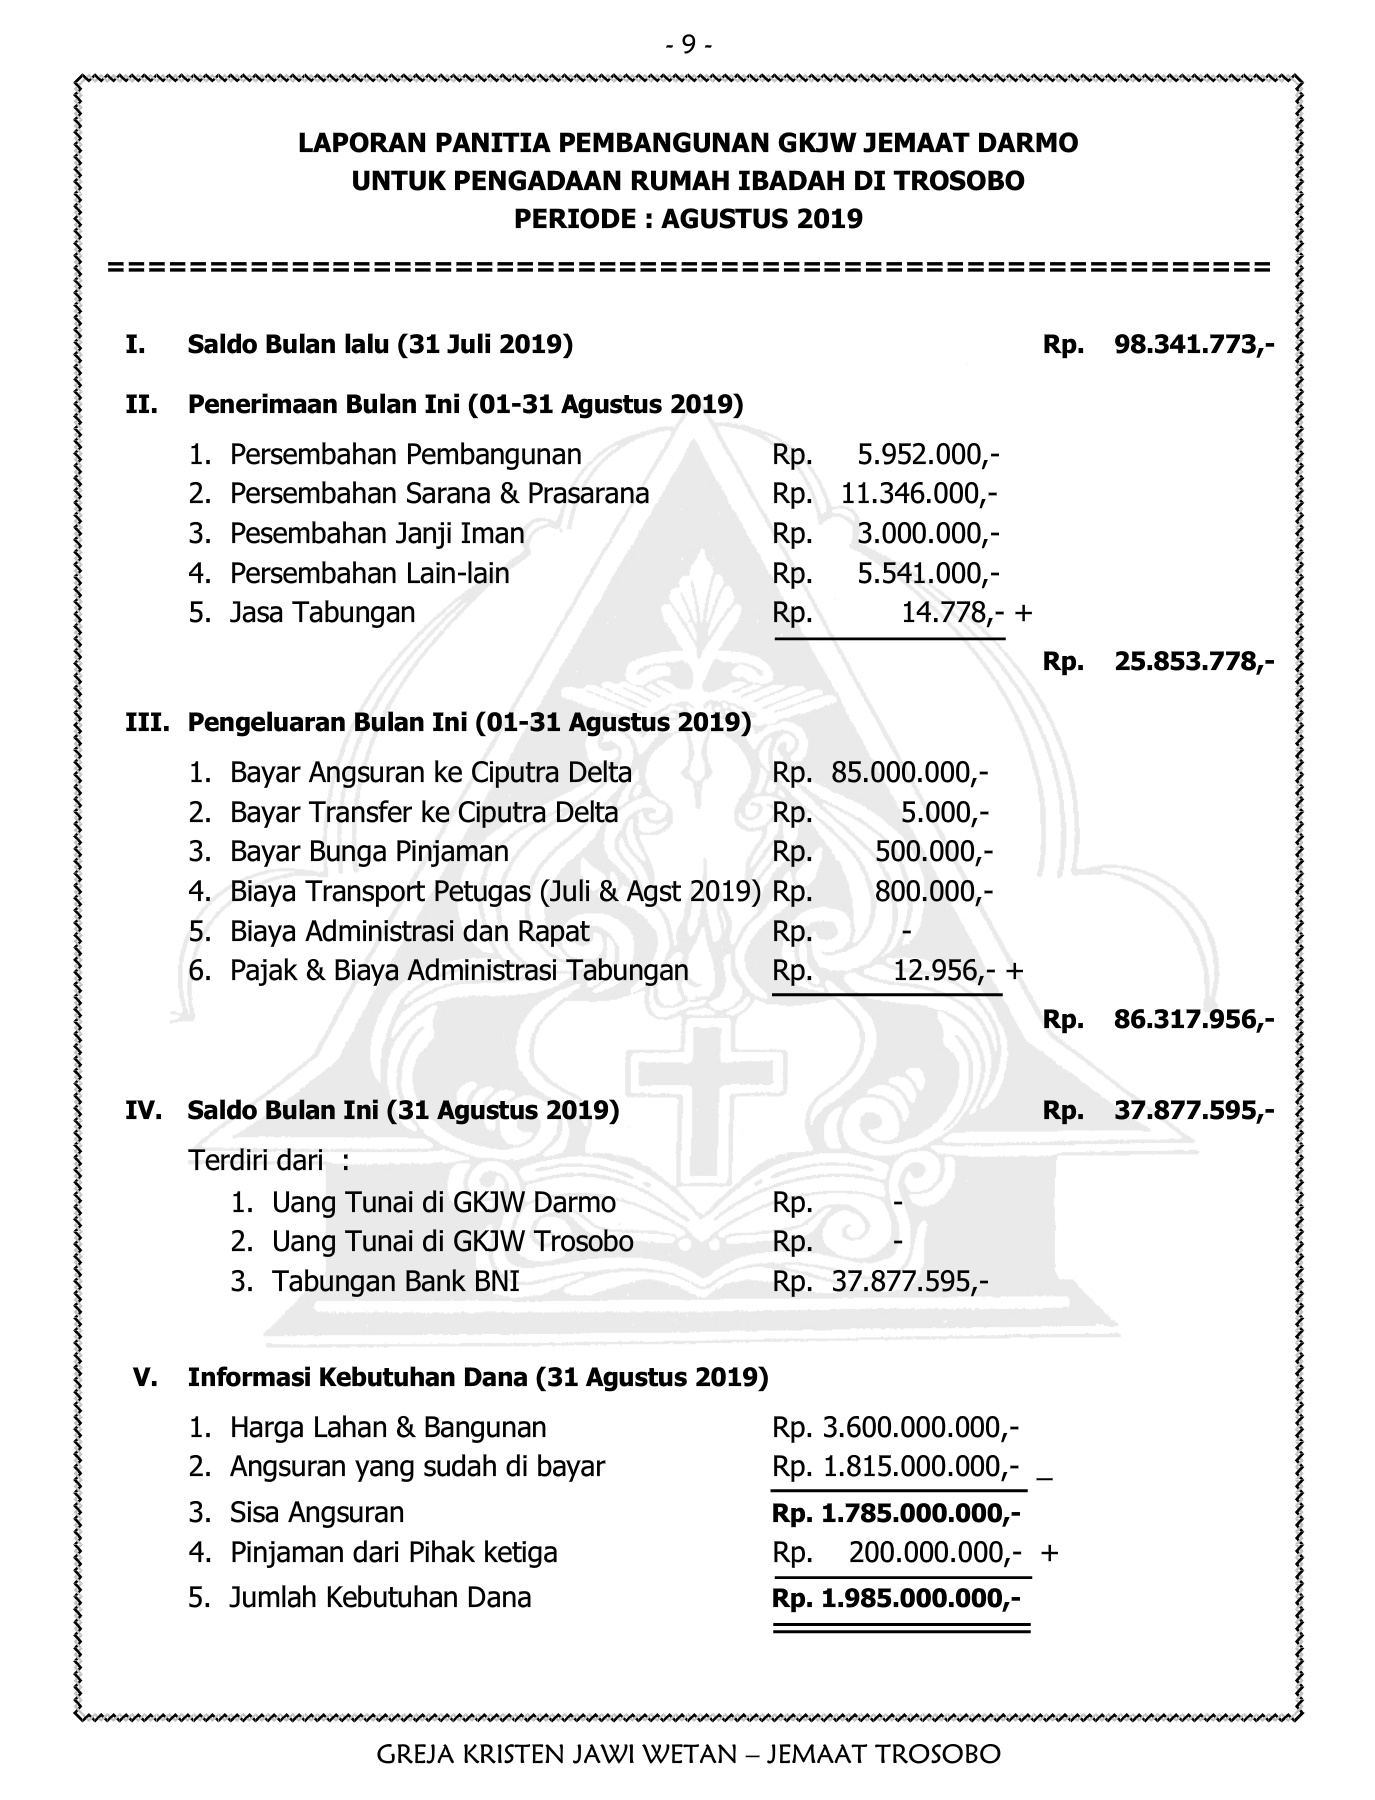 - 9 -
LAPORAN PANITIA PEMBANGUNAN GKJW JEMAAT DARMO
UNTUK PENGADAAN RUMAH IBADAH DI TROSOBO
PERIODE : AGUSTUS 2019
=========================================================
I. Saldo Bulan lalu (31 Juli 2019) Rp. 98.341.773,-
II. Penerimaan Bulan Ini (01-31 Agustus 2019)
1. Persembahan Pembangunan Rp. 5.952.000,-
2. Persembahan Sarana & Prasarana Rp. 11.346.000,-
3. Pesembahan Janji Iman Rp. 3.000.000,-
4. Persembahan Lain-lain Rp. 5.541.000,-
5. Jasa Tabungan Rp. 14.778,- +
Rp. 25.853.778,-
III. Pengeluaran Bulan Ini (01-31 Agustus 2019)
1. Bayar Angsuran ke Ciputra Delta Rp. 85.000.000,-
2. Bayar Transfer ke Ciputra Delta Rp. 5.000,-
3. Bayar Bunga Pinjaman Rp. 500.000,-
4. Biaya Transport Petugas (Juli & Agst 2019) Rp. 800.000,-
5. Biaya Administrasi dan Rapat Rp. -
6. Pajak & Biaya Administrasi Tabungan Rp. 12.956,- +
Rp. 86.317.956,-
IV. Saldo Bulan Ini (31 Agustus 2019) Rp. 37.877.595,-
Terdiri dari :
1. Uang Tunai di GKJW Darmo Rp. -
2. Uang Tunai di GKJW Trosobo Rp. -
3. Tabungan Bank BNI Rp. 37.877.595,-
V. Informasi Kebutuhan Dana (31 Agustus 2019)
1. Harga Lahan & Bangunan Rp. 3.600.000.000,-
2. Angsuran yang sudah di bayar Rp. 1.815.000.000,- _
3. Sisa Angsuran Rp. 1.785.000.000,-
4. Pinjaman dari Pihak ketiga Rp. 200.000.000,- +
5. Jumlah Kebutuhan Dana Rp. 1.985.000.000,-
GREJA KRISTEN JAWI WETAN – JEMAAT TROSOBO